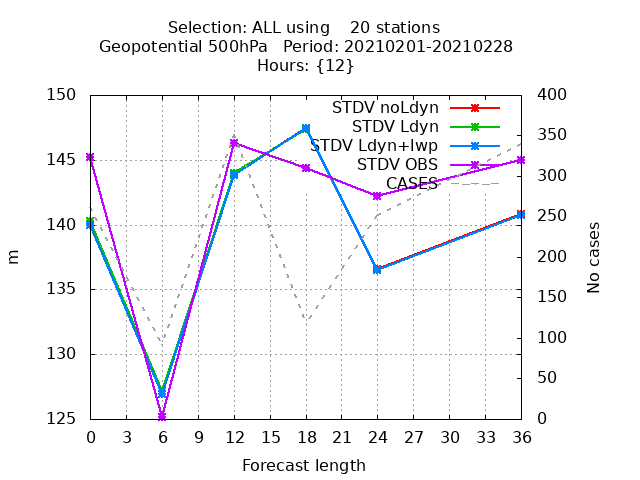 Selection: ALL using    20 stations
Geopotential 500hPa   Period: 20210201-20210228
Hours: {12}
150
145
140
135
130
125
m
400
350
300
250
200
150
100
50
0
No cases
STDV noLdyn
STDV Ldyn
STDV Ldyn+lwp
STDV OBS
CASES
0 3 6 9 12 15 18 21 24 27 30 33 36
Forecast length